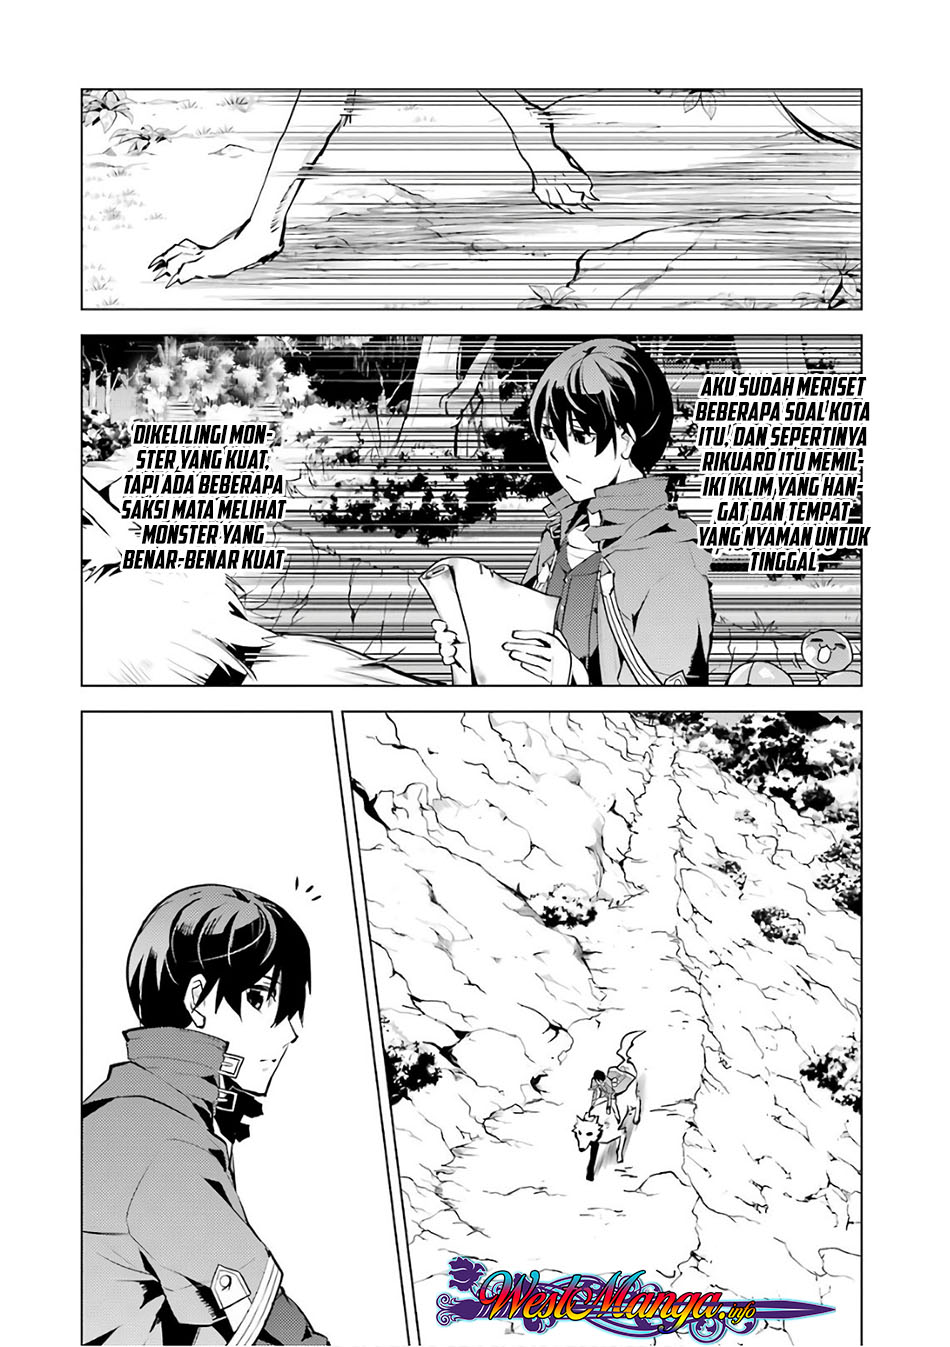 AKU SUDAH MERISET
BEBERAPA SOAL KOTA
ITU, DAN SEPERTINYA
RIKUARD ITU MEMIL-
IKI IKLIM YANG HAN-
GAT DAN TEMPAT
YANG NYAMAN UNTUK
TINGGAL
DIKELILINGI MON-
STER YANG KUAT,
TAPI ADA BEBERAPA
SAKSI MATA MELIHAT
MONSTER YANG
BENAR-BENAR KUAT
WestManga.info